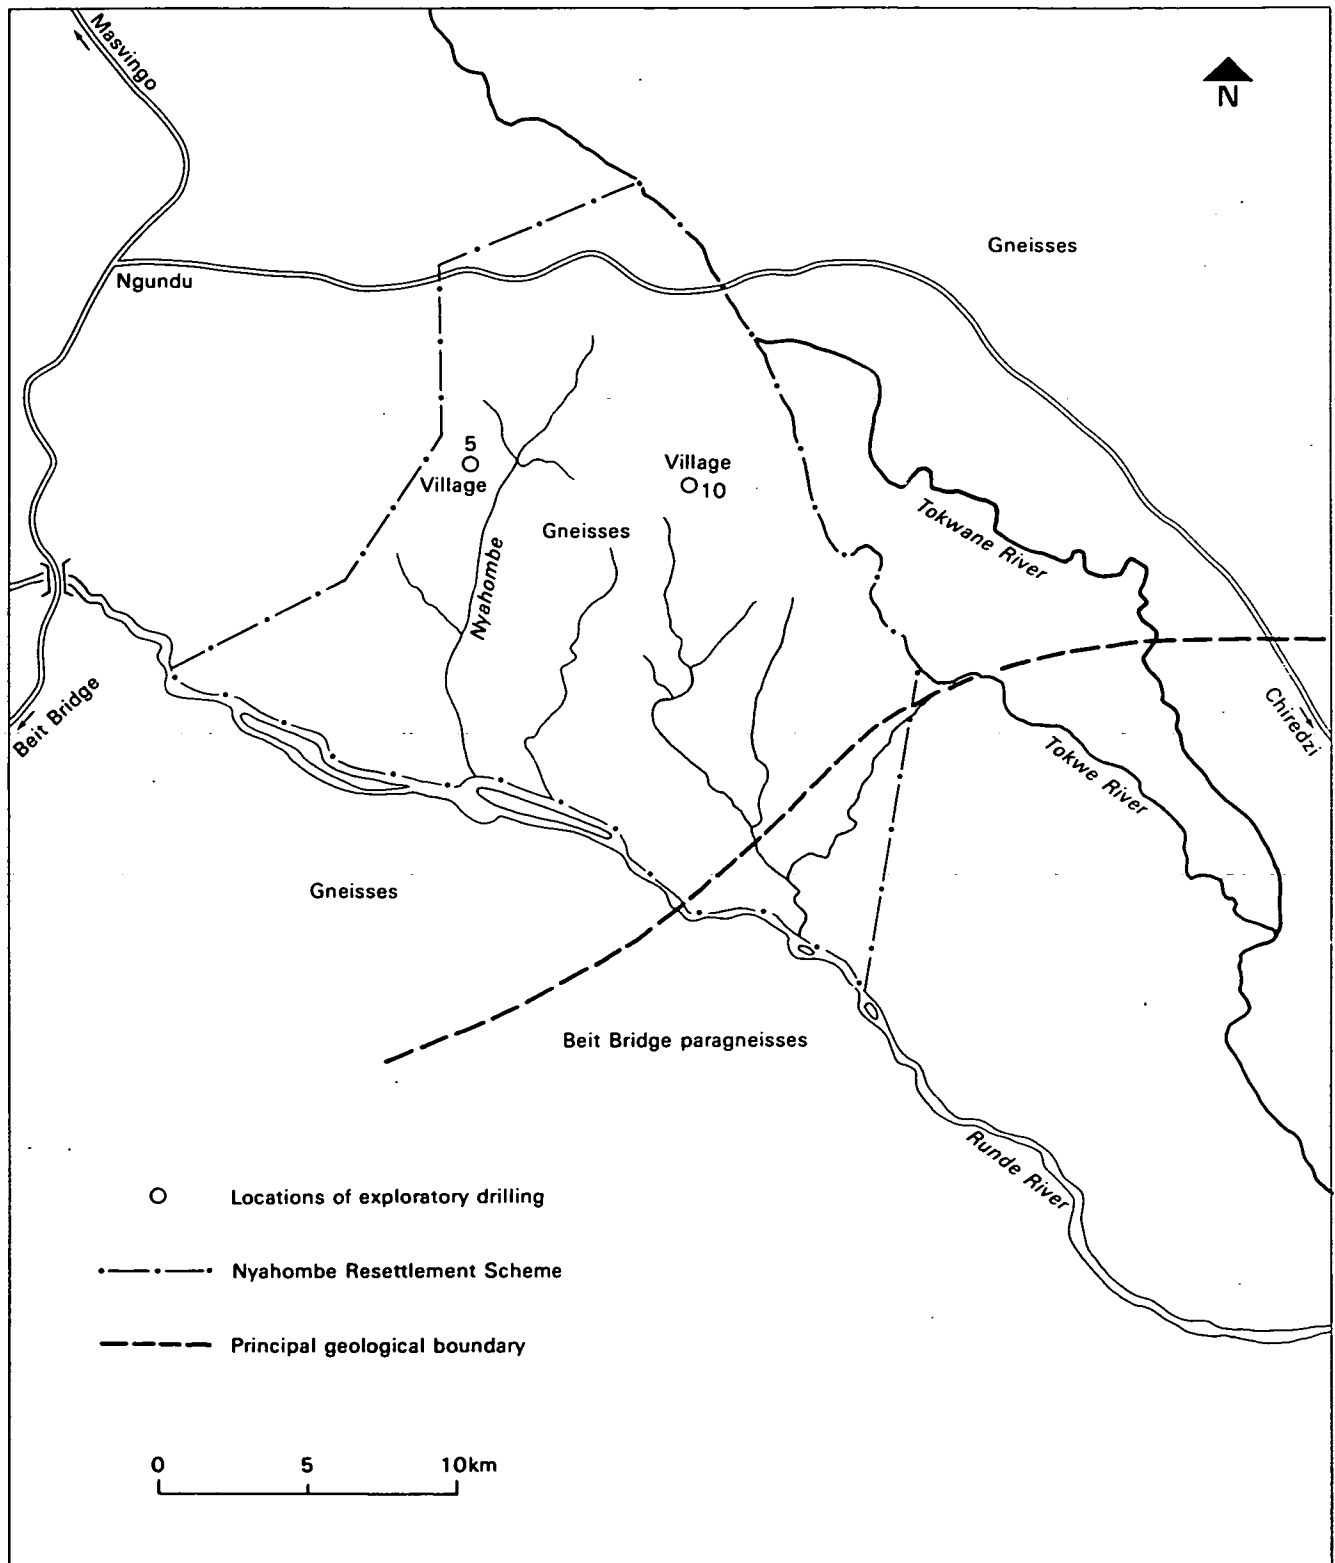 Masvingo
N
Gneisses
Ngundu
5
Village
Village
10
Gneisses
Tokwane River
Nyahombe
Beit Bridge
Chiredzi
Tokwe River
Gneisses
Beit Bridge paragneisses
Runde River
Locations of exploratory drilling
Nyahombe Resettlement Scheme
Principal geological boundary
0 5 10km